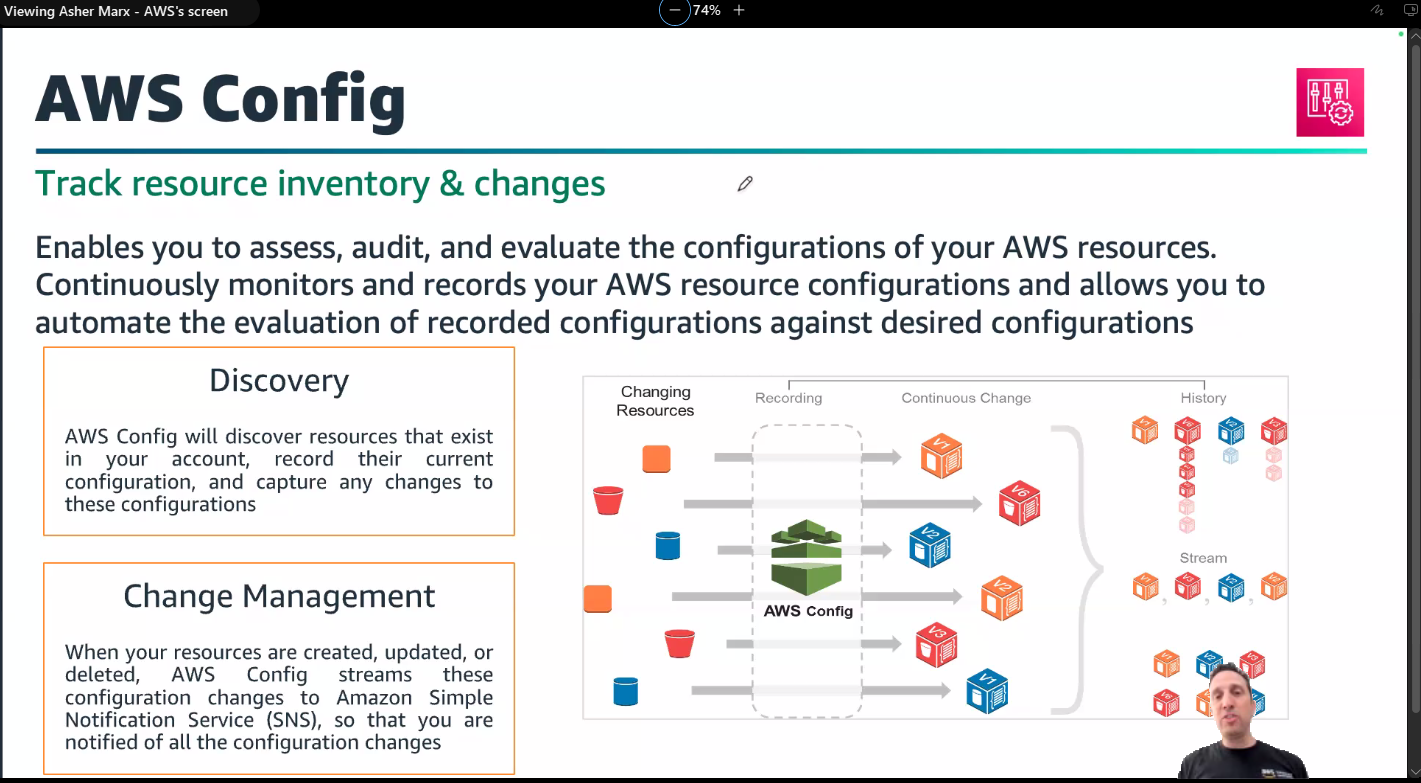 Viewing Asher Marx - AWS's screen
74%
AWS Config
Track resource inventory & changes
Enables you to assess, audit, and evaluate the configurations of your AWS resources.
Continuously monitors and records your AWS resource configurations and allows you to
automate the evaluation of recorded configurations against desired configurations
Discovery
AWS Config will discover resources that exist
in your account, record their current
configuration, and capture any changes to
these configurations
Change Management
When your resources are created, updated, or
deleted, AWS Config streams these
configuration changes to Amazon Simple
Notification Service (SNS), so that you are
notified of all the configuration changes
Changing
Resources
Recording
Continuous Change
History
V1
V6
V2
V2
V3
V1
AWS Config
Stream